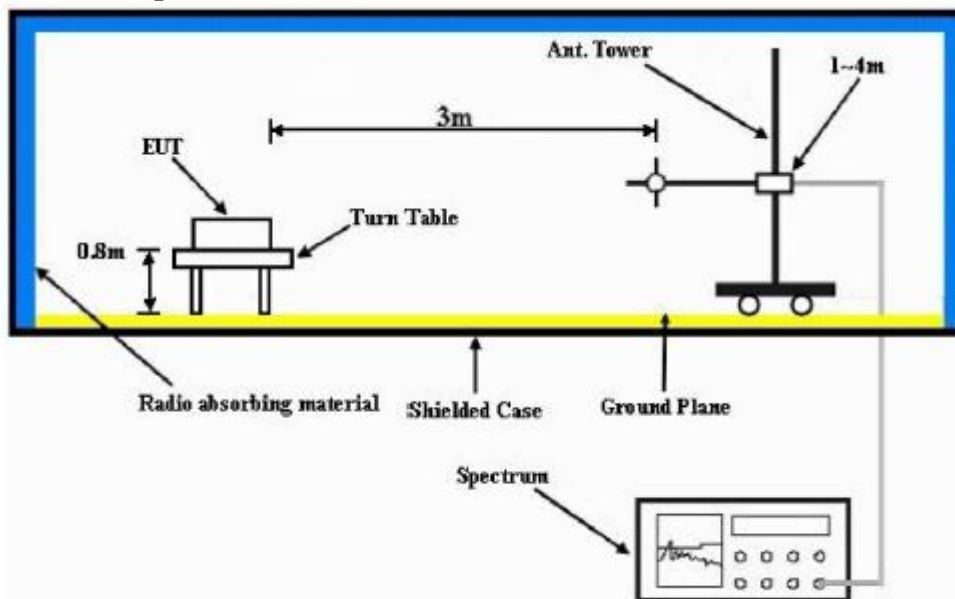 Ant. Tower
1~4m
3m
EUT
Turn Table
0.8m
Radio absorbing material
Shielded Case
Ground Plane
Spectrum